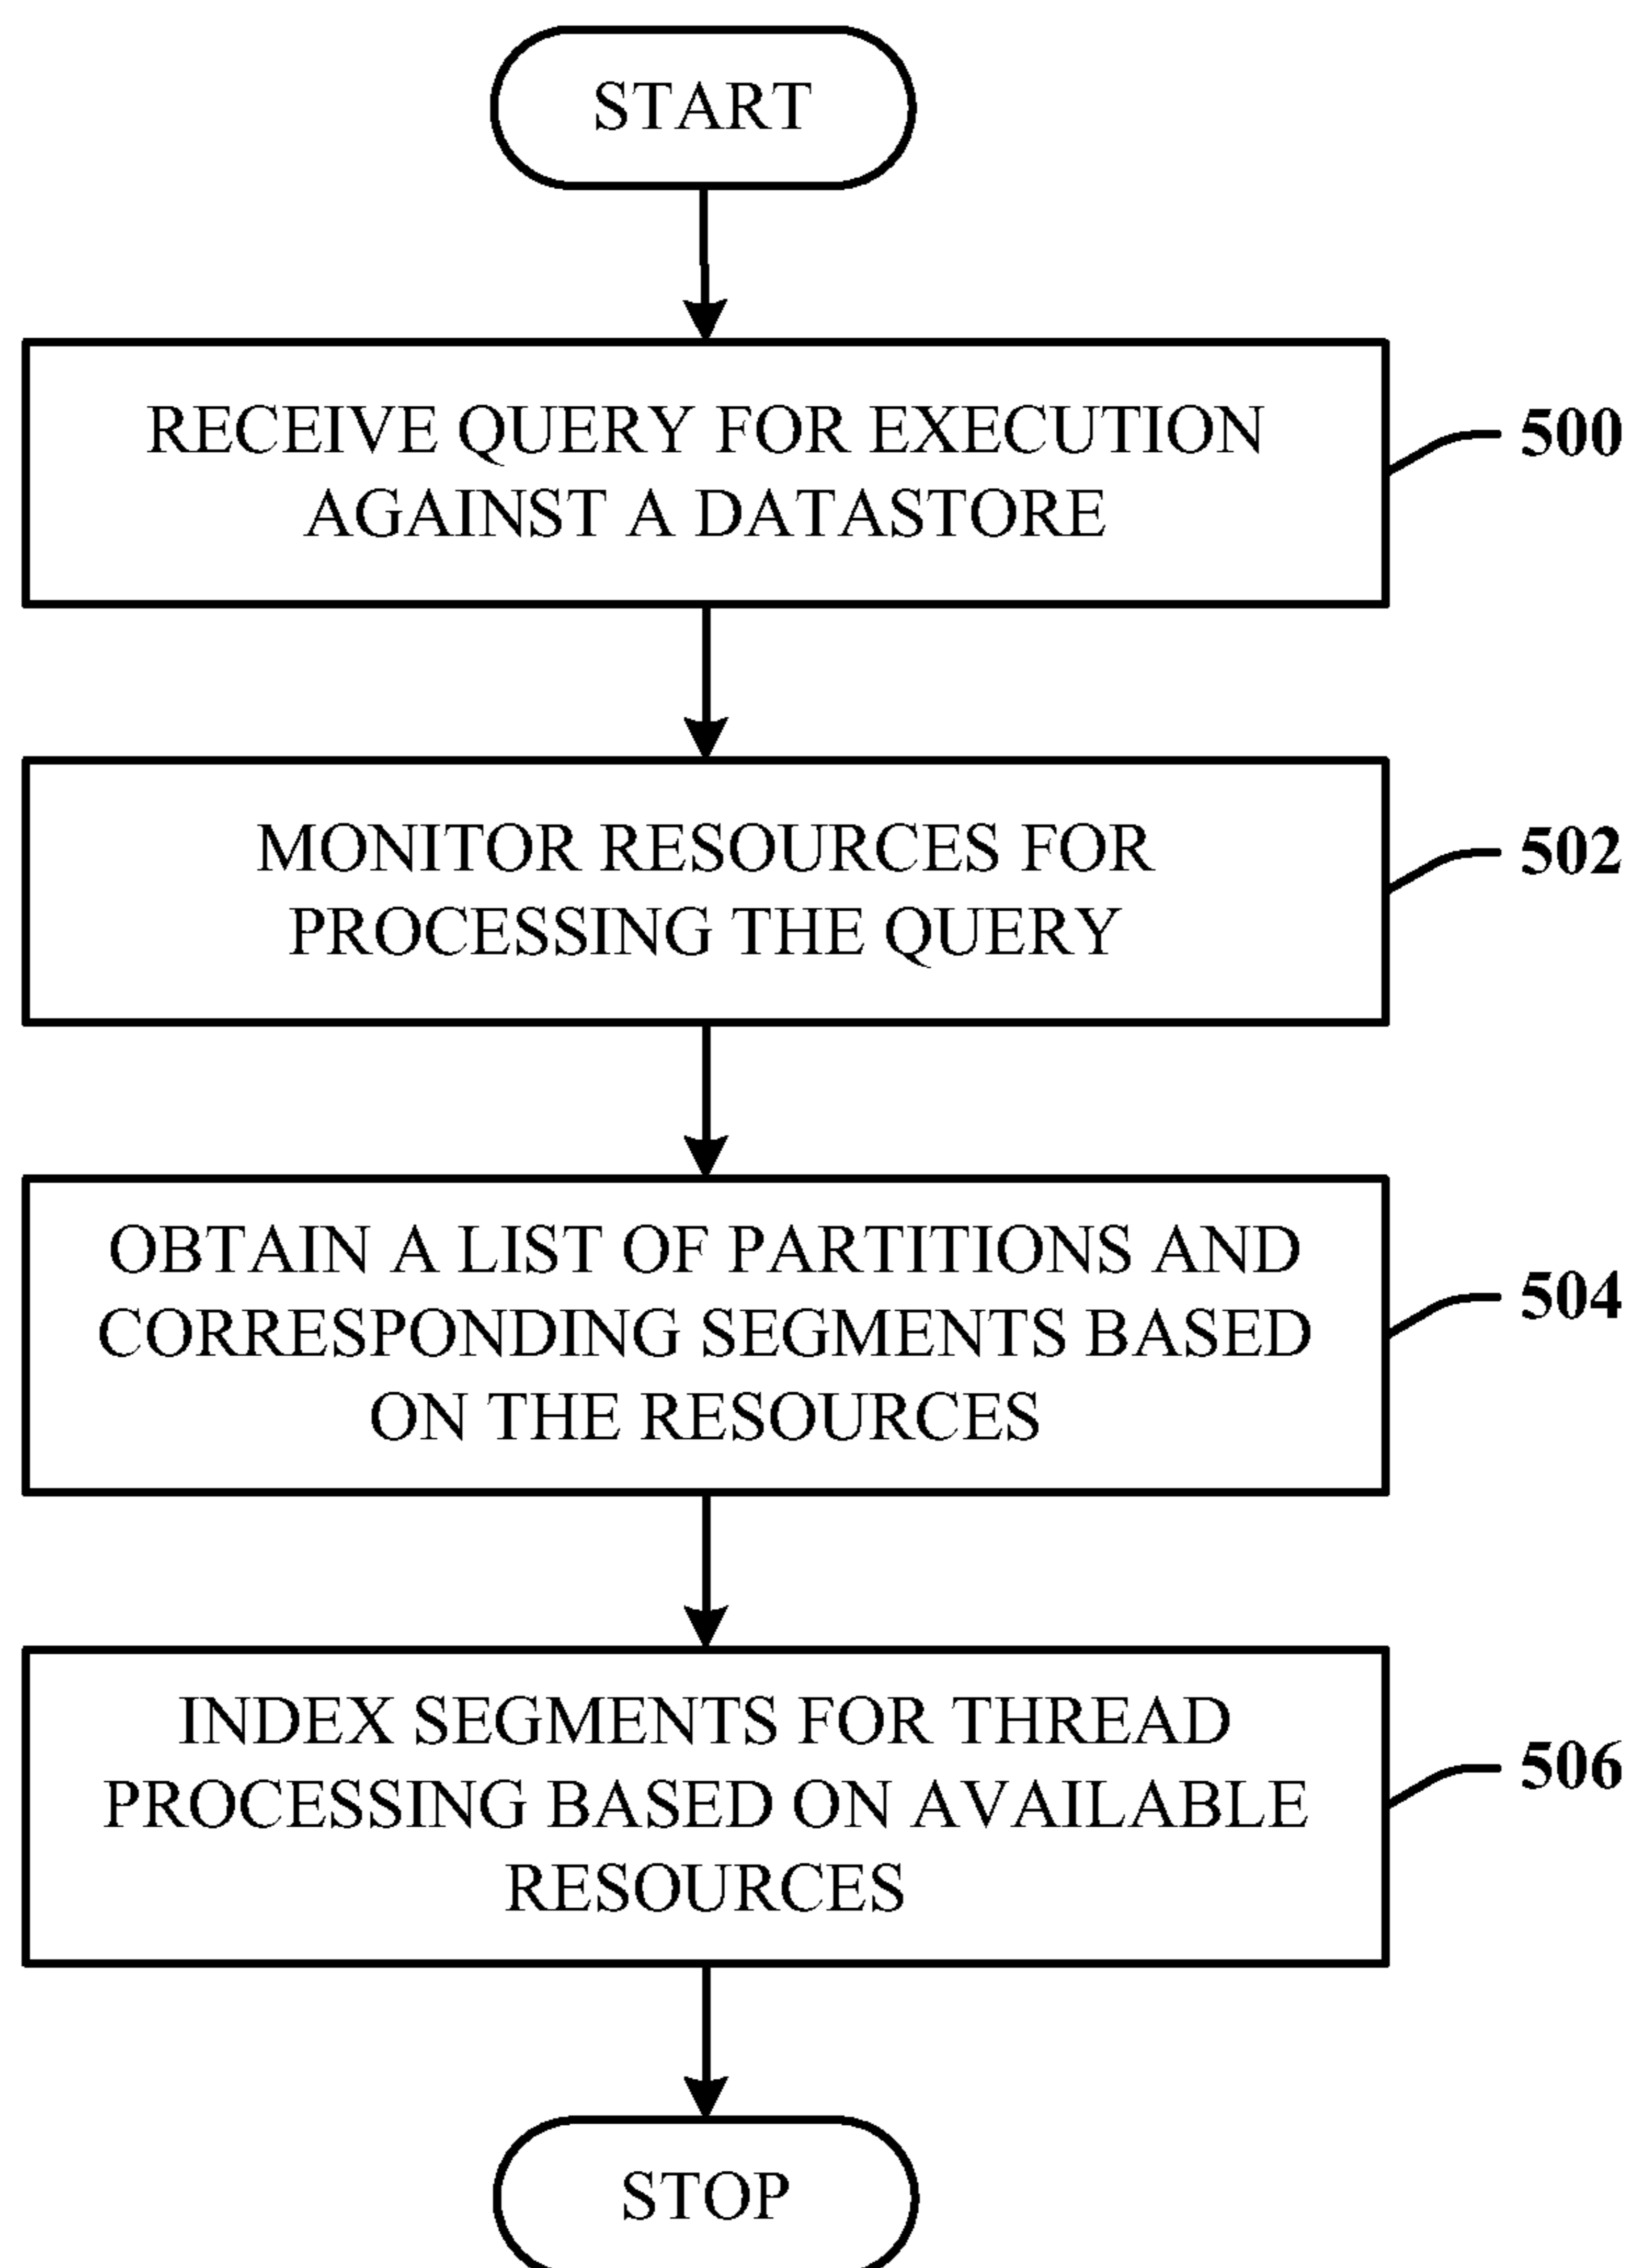 START
RECEIVE QUERY FOR EXECUTION
AGAINST A DATASTORE
500
MONITOR RESOURCES FOR
PROCESSING THE QUERY
502
OBTAIN A LIST OF PARTITIONS AND
CORRESPONDING SEGMENTS BASED
ON THE RESOURCES
504
INDEX SEGMENTS FOR THREAD
PROCESSING BASED ON AVAILABLE
RESOURCES
506
STOP